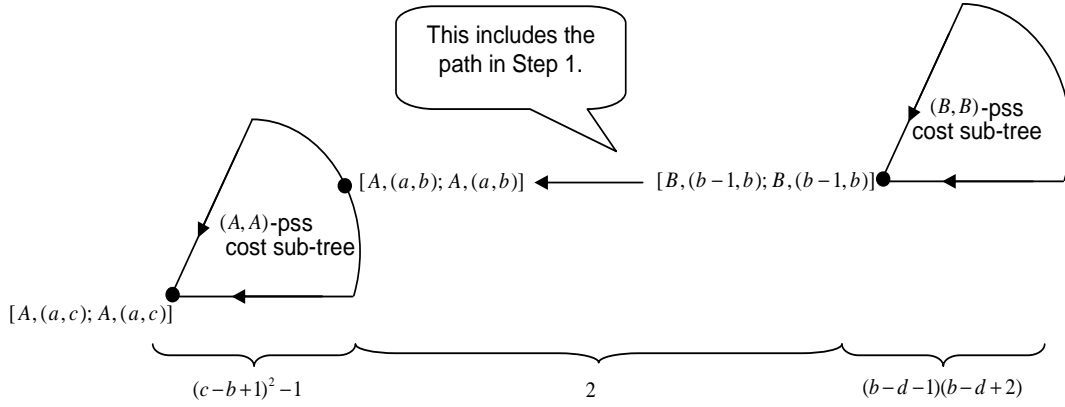 This includes the
path in Step 1.
(B, B)-pss
cost sub-tree
[A,(a,b); A,(a,b)]
[B,(b−1,b); B,(b−1,b)]
(A, A)-pss
cost sub-tree
[A,(a,c); A,(a,c)]
(c−b+1)²−1
2
(b−d−1)(b−d+2)